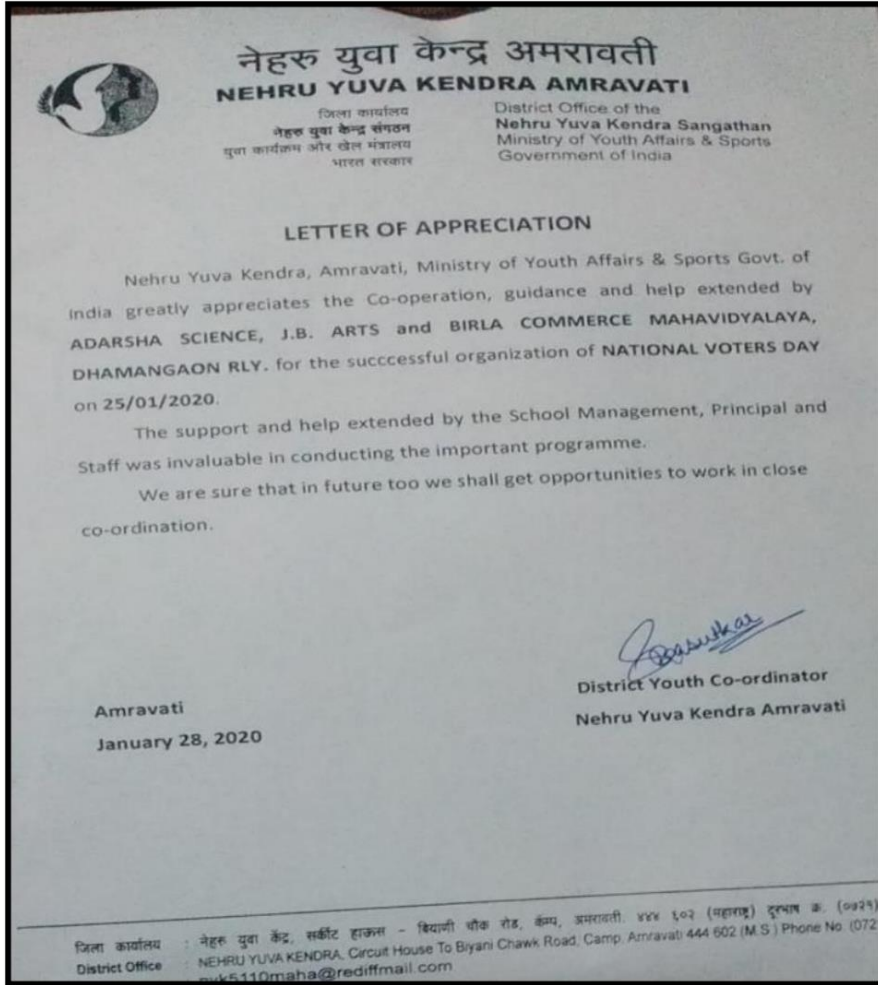 नेहरु युवा केन्द्र अमरावती
NEHRU YUVA KENDRA AMRAVATI
जिला कार्यालय
नेहरु युवा केन्द्र संगठन
युवा कार्यक्रम और खेल मंत्रालय
भारत सरकार
District Office of the
Nehru Yuva Kendra Sangathan
Ministry of Youth Affairs & Sports
Government of India
LETTER OF APPRECIATION
Nehru Yuva Kendra, Amravati, Ministry of Youth Affairs & Sports Govt. of
India greatly appreciates the Co-operation, guidance and help extended by
ADARSHA SCIENCE, J.B. ARTS and BIRLA COMMERCE MAHAVIDYALAYA,
DHAMANGAON RLY. for the succcessful organization of NATIONAL VOTERS DAY
on 25/01/2020.
The support and help extended by the School Management, Principal and
Staff was invaluable in conducting the important programme.
We are sure that in future too we shall get opportunities to work in close
co-ordination.
District Youth Co-ordinator
Nehru Yuva Kendra Amravati
Amravati
January 28, 2020
जिला कार्यालय : नेहरु युवा केंद्र, सर्कीट हाऊस – बियाणी चौक रोड, कॅम्प, अमरावती. ४४४ ६०२ (महाराष्ट्र) दुरभाष क्र. (०७२१)
District Office : NEHRU YUVA KENDRA, Circuit House To Biyani Chawk Road, Camp, Amravati 444 602 (M.S.) Phone No. (072
nyk5110maha@rediffmail.com